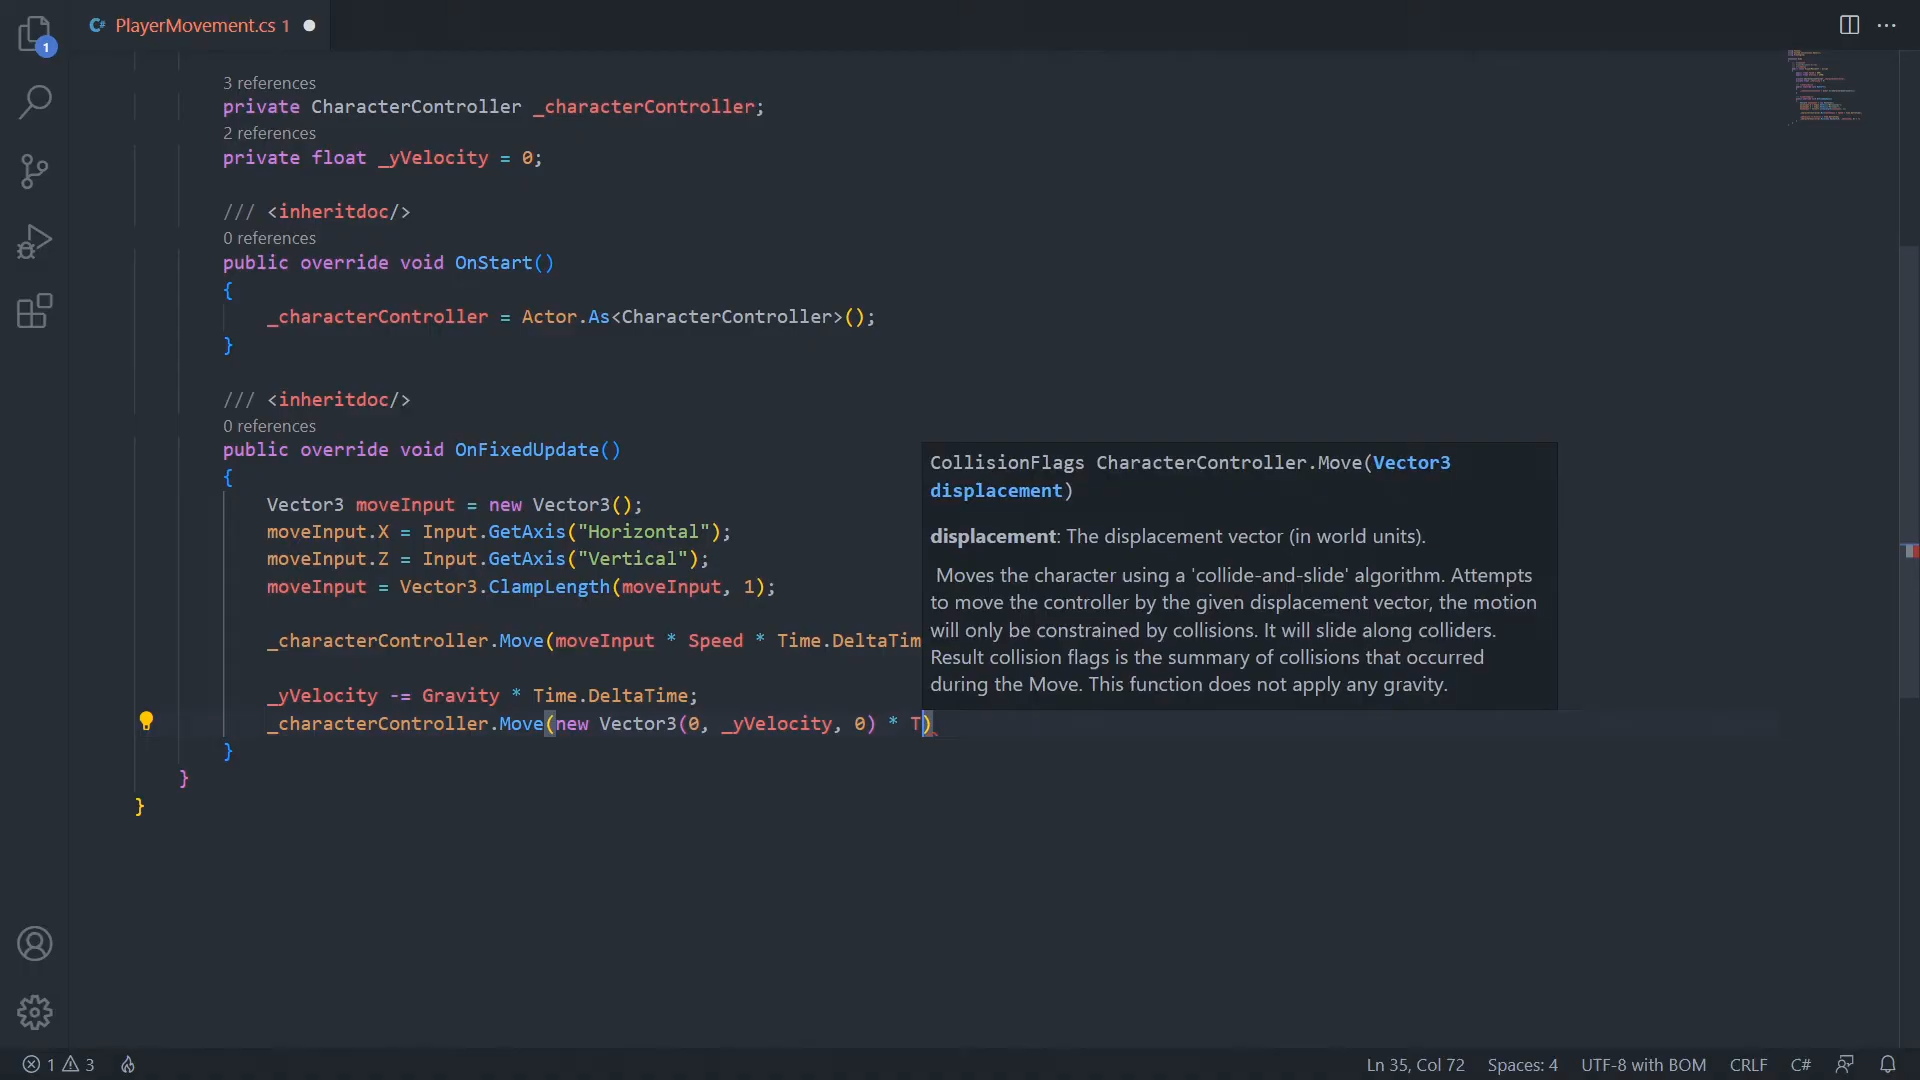 PlayerMovement.cs 1
1
3 references
private CharacterController _characterController;
2 references
private float _yVelocity = 0;
/// <inheritdoc/>
0 references
public override void OnStart()
{
_characterController = Actor.As<CharacterController>();
}
/// <inheritdoc/>
0 references
public override void OnFixedUpdate()
{
Vector3 moveInput = new Vector3();
moveInput.X = Input.GetAxis("Horizontal");
moveInput.Z = Input.GetAxis("Vertical");
moveInput = Vector3.ClampLength(moveInput, 1);
_characterController.Move(moveInput * Speed * Time.DeltaTim
_yVelocity -= Gravity * Time.DeltaTime;
_characterController.Move(new Vector3(0, _yVelocity, 0) * T)
}
}
}
CollisionFlags CharacterController.Move(Vector3
displacement)
displacement: The displacement vector (in world units).
Moves the character using a 'collide-and-slide' algorithm. Attempts
to move the controller by the given displacement vector, the motion
will only be constrained by collisions. It will slide along colliders.
Result collision flags is the summary of collisions that occurred
during the Move. This function does not apply any gravity.
1 3
Ln 35, Col 72 Spaces: 4 UTF-8 with BOM CRLF C#